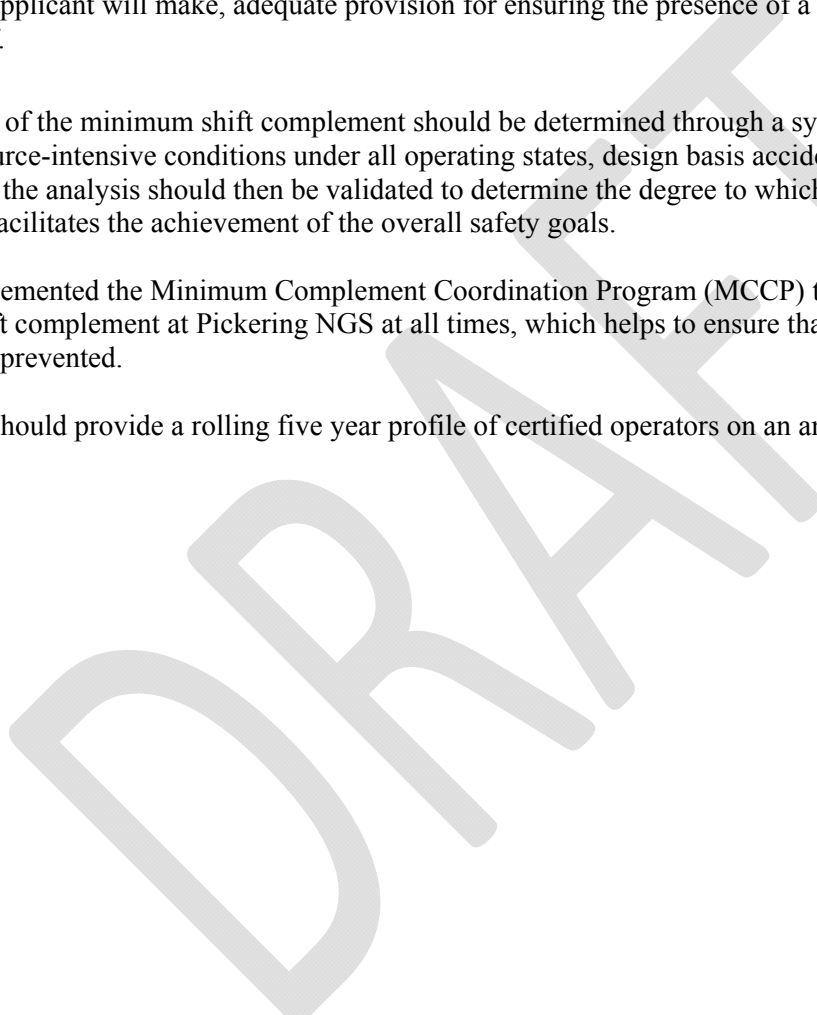 pplicant will make, adequate provision for ensuring the presence of a
of the minimum shift complement should be determined through a sy
urce-intensive conditions under all operating states, design basis accide
the analysis should then be validated to determine the degree to which
acilitates the achievement of the overall safety goals.
emented the Minimum Complement Coordination Program (MCCP) t
ft complement at Pickering NGS at all times, which helps to ensure tha
prevented.
hould provide a rolling five year profile of certified operators on an an
DRAFT